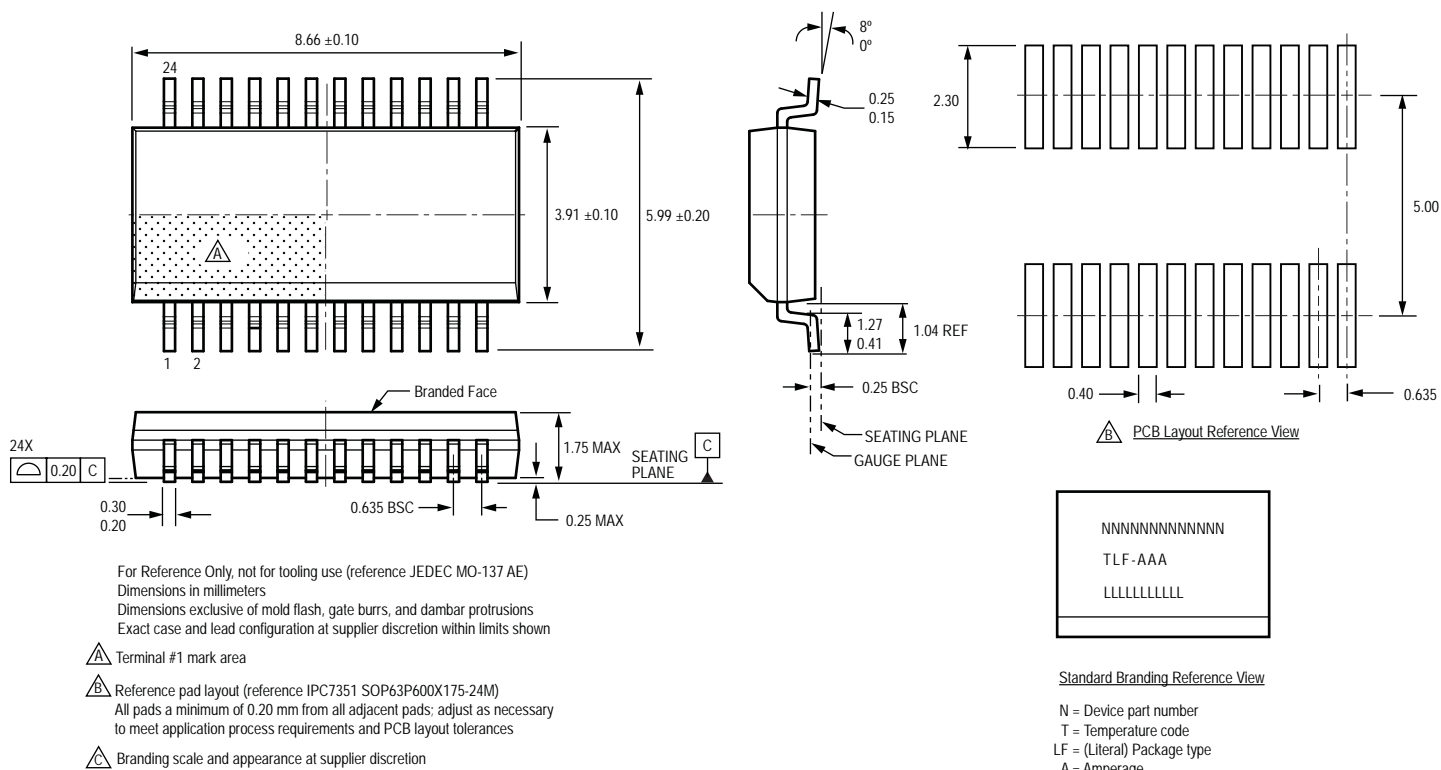 8.66 ±0.10
24
3.91 ±0.10
5.99 ±0.20
A
1 2
8º
0º
0.25
0.15
1.27
0.41
1.04 REF
0.25 BSC
SEATING PLANE
GAUGE PLANE
2.30
5.00
0.40
0.635
B PCB Layout Reference View
Branded Face
24X
0.20 C
1.75 MAX
SEATING
PLANE
C
0.30
0.20
0.635 BSC
0.25 MAX
For Reference Only, not for tooling use (reference JEDEC MO-137 AE)
Dimensions in millimeters
Dimensions exclusive of mold flash, gate burrs, and dambar protrusions
Exact case and lead configuration at supplier discretion within limits shown
A Terminal #1 mark area
B Reference pad layout (reference IPC7351 SOP63P600X175-24M)
All pads a minimum of 0.20 mm from all adjacent pads; adjust as necessary
to meet application process requirements and PCB layout tolerances
C Branding scale and appearance at supplier discretion
NNNNNNNNNNNNN
TLF-AAA
LLLLLLLLLLL
Standard Branding Reference View
N = Device part number
T = Temperature code
LF = (Literal) Package type
A = Amperage